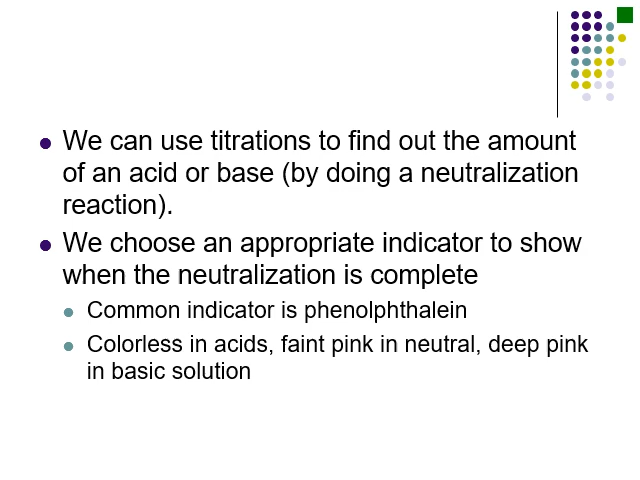 We can use titrations to find out the amount
of an acid or base (by doing a neutralization
reaction).
We choose an appropriate indicator to show
when the neutralization is complete
Common indicator is phenolphthalein
Colorless in acids, faint pink in neutral, deep pink
in basic solution